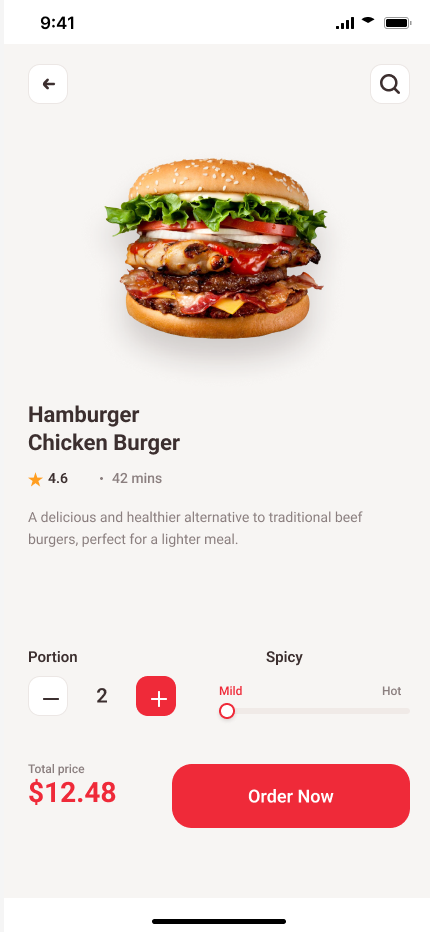 9:41
Hamburger
Chicken Burger
4.6 • 42 mins
A delicious and healthier alternative to traditional beef
burgers, perfect for a lighter meal.
Portion Spicy
2 Mild Hot
Total price
$12.48 Order Now